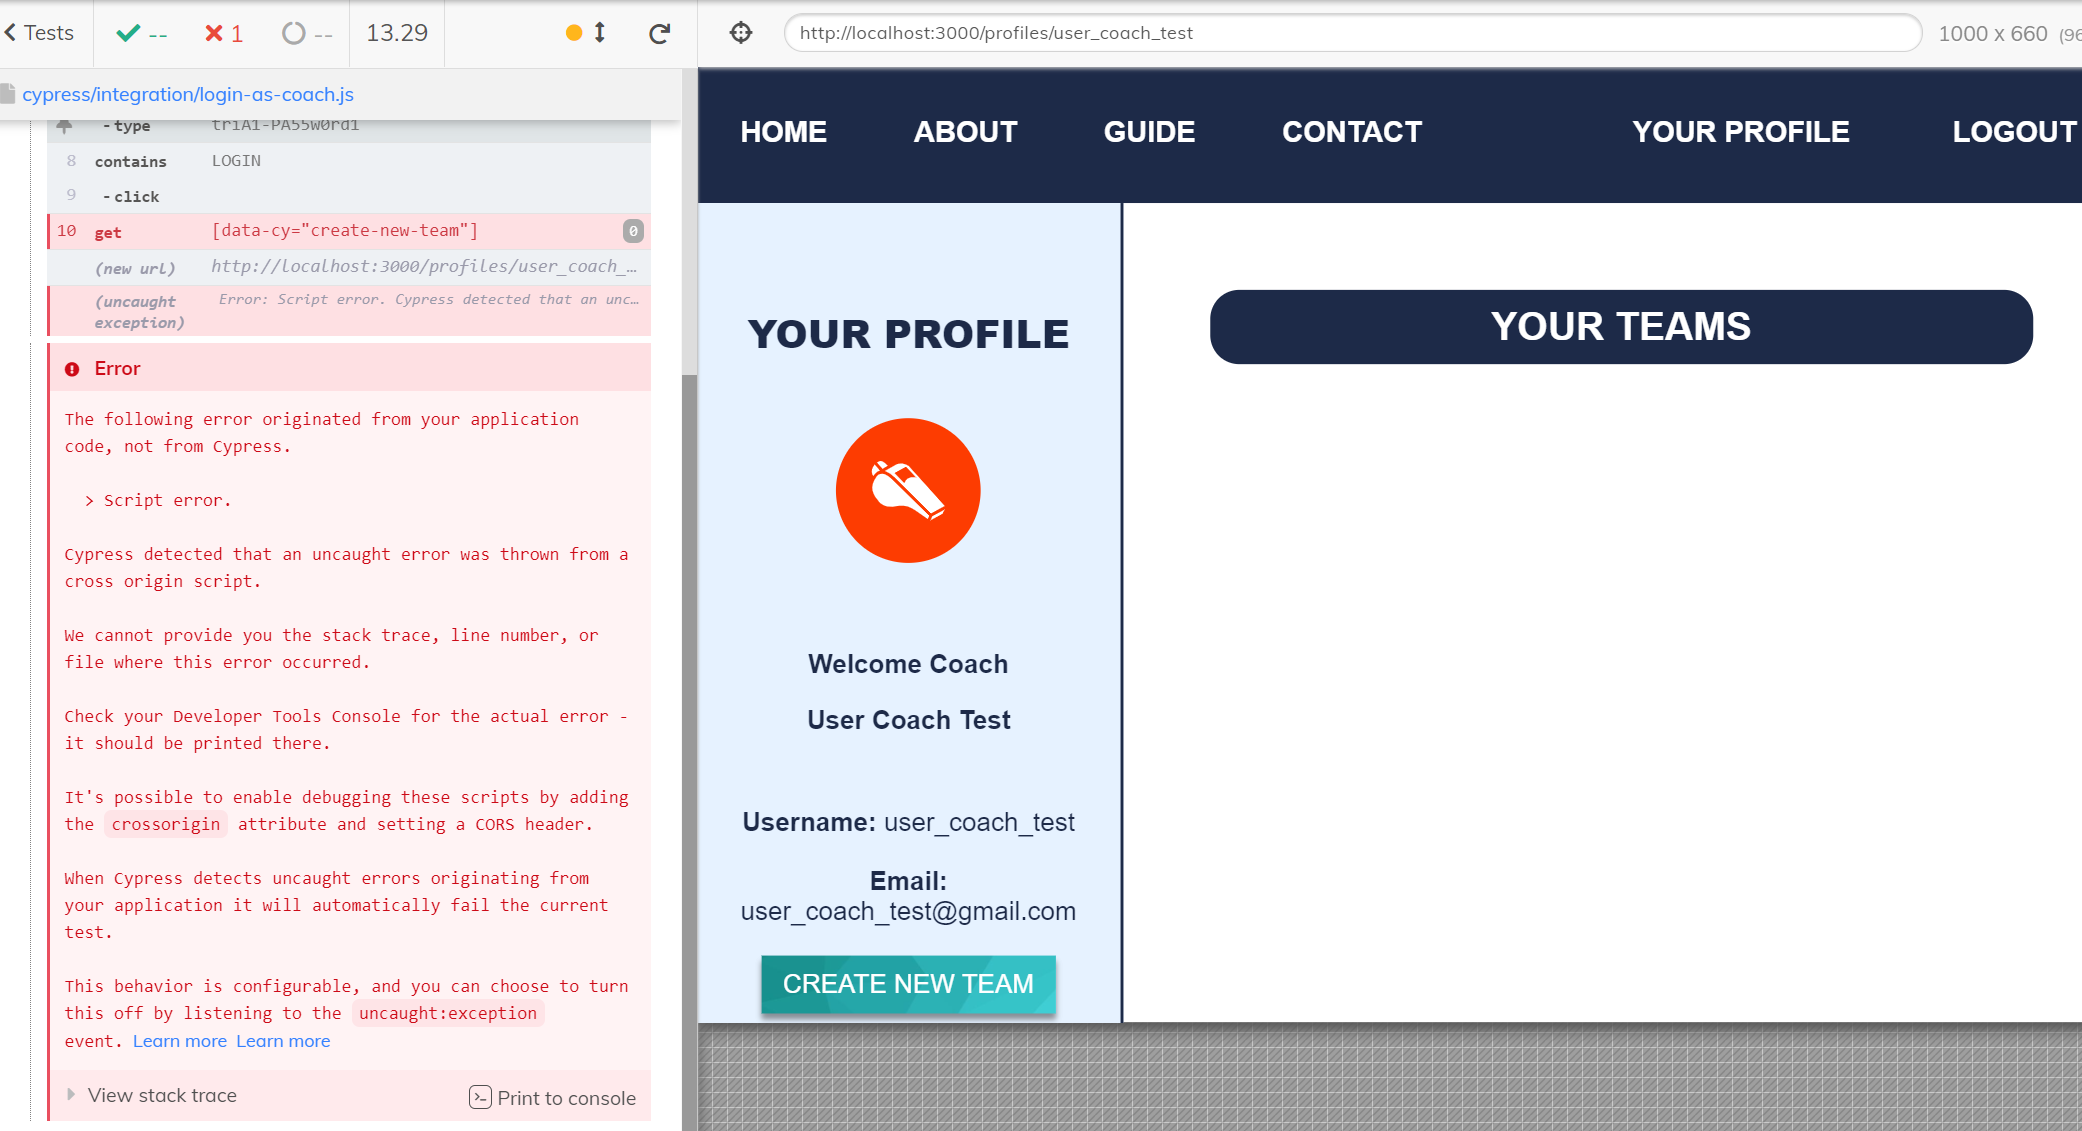 Tests
--
1
--
13.29
http://localhost:3000/profiles/user_coach_test
1000 x 660 (96
cypress/integration/login-as-coach.js
- type triA1-PA55w0rd1
8 contains LOGIN
9 - click
10 get [data-cy="create-new-team"] 0
(new url) http://localhost:3000/profiles/user_coach_…
(uncaught exception) Error: Script error. Cypress detected that an unc…
Error
The following error originated from your application
code, not from Cypress.
> Script error.
Cypress detected that an uncaught error was thrown from a
cross origin script.
We cannot provide you the stack trace, line number, or
file where this error occurred.
Check your Developer Tools Console for the actual error -
it should be printed there.
It's possible to enable debugging these scripts by adding
the crossorigin attribute and setting a CORS header.
When Cypress detects uncaught errors originating from
your application it will automatically fail the current
test.
This behavior is configurable, and you can choose to turn
this off by listening to the uncaught:exception
event. Learn more Learn more
View stack trace
Print to console
HOME ABOUT GUIDE CONTACT YOUR PROFILE LOGOUT
YOUR PROFILE
Welcome Coach
User Coach Test
Username: user_coach_test
Email:
user_coach_test@gmail.com
CREATE NEW TEAM
YOUR TEAMS